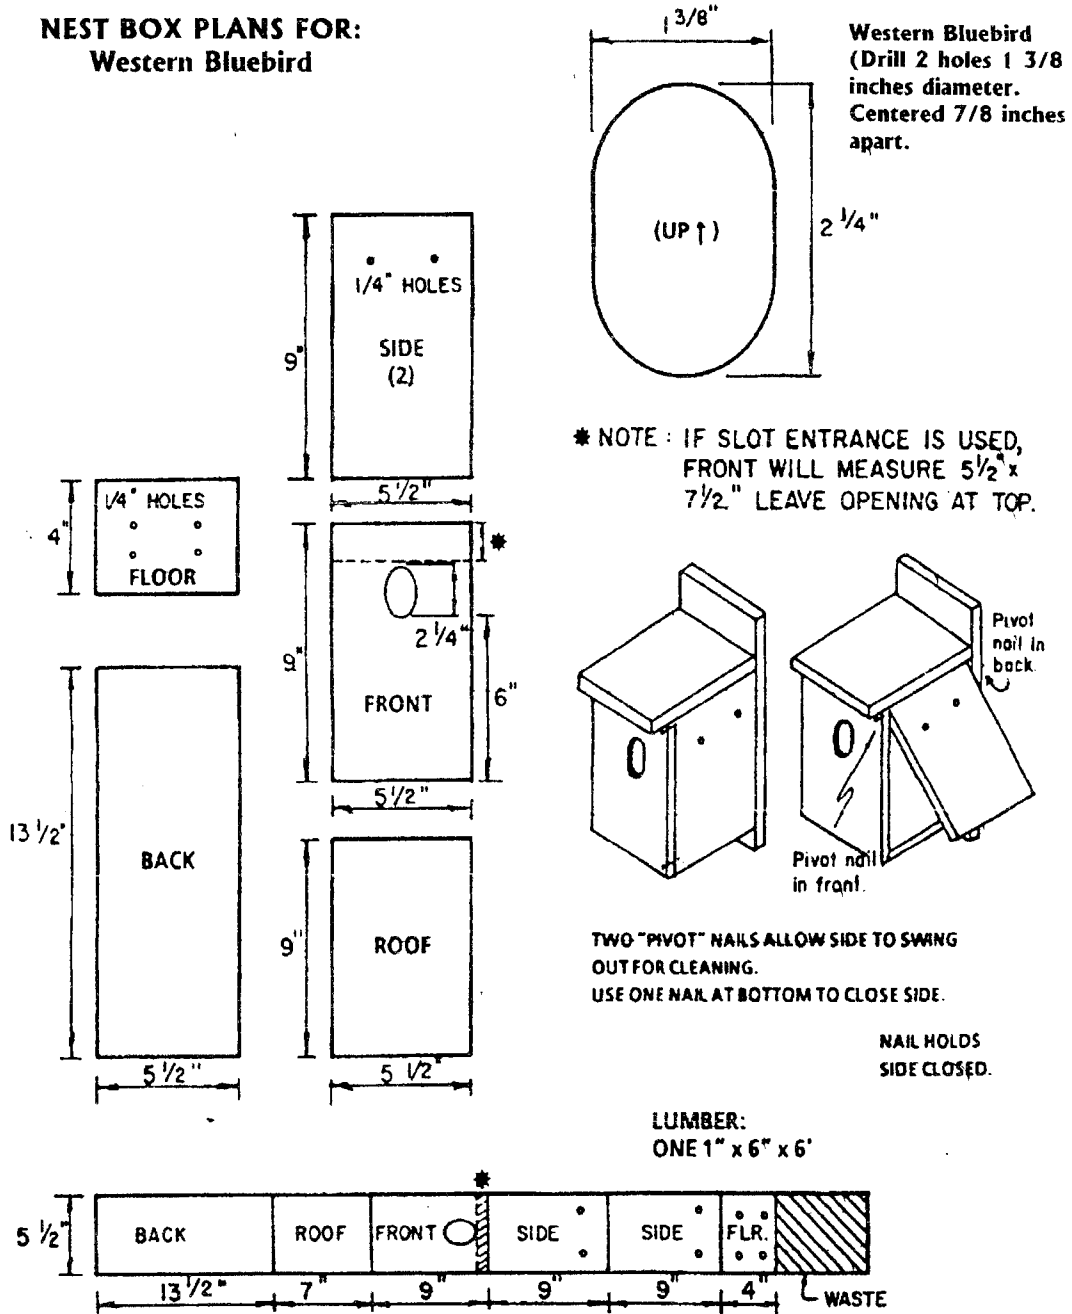 NEST BOX PLANS FOR:
Western Bluebird
1 3/8"
Western Bluebird
(Drill 2 holes 1 3/8
inches diameter.
Centered 7/8 inches
apart.
(UP ↑)
2 1/4"
1/4" HOLES
SIDE
(2)
9"
5 1/2"
✱ NOTE : IF SLOT ENTRANCE IS USED,
FRONT WILL MEASURE 5 1/2" x
7 1/2" LEAVE OPENING AT TOP.
1/4" HOLES
FLOOR
4"
✱
2 1/4"
9"
FRONT
6"
5 1/2"
Pivot
nail in
back.
Pivot nail
in front.
13 1/2"
BACK
5 1/2"
9"
ROOF
5 1/2"
TWO "PIVOT" NAILS ALLOW SIDE TO SWING
OUT FOR CLEANING.
USE ONE NAIL AT BOTTOM TO CLOSE SIDE.
NAIL HOLDS
SIDE CLOSED.
LUMBER:
ONE 1" x 6" x 6'
✱
5 1/2"
BACK
ROOF
FRONT
SIDE
SIDE
FLR.
13 1/2"
7"
9"
9"
9"
4"
WASTE